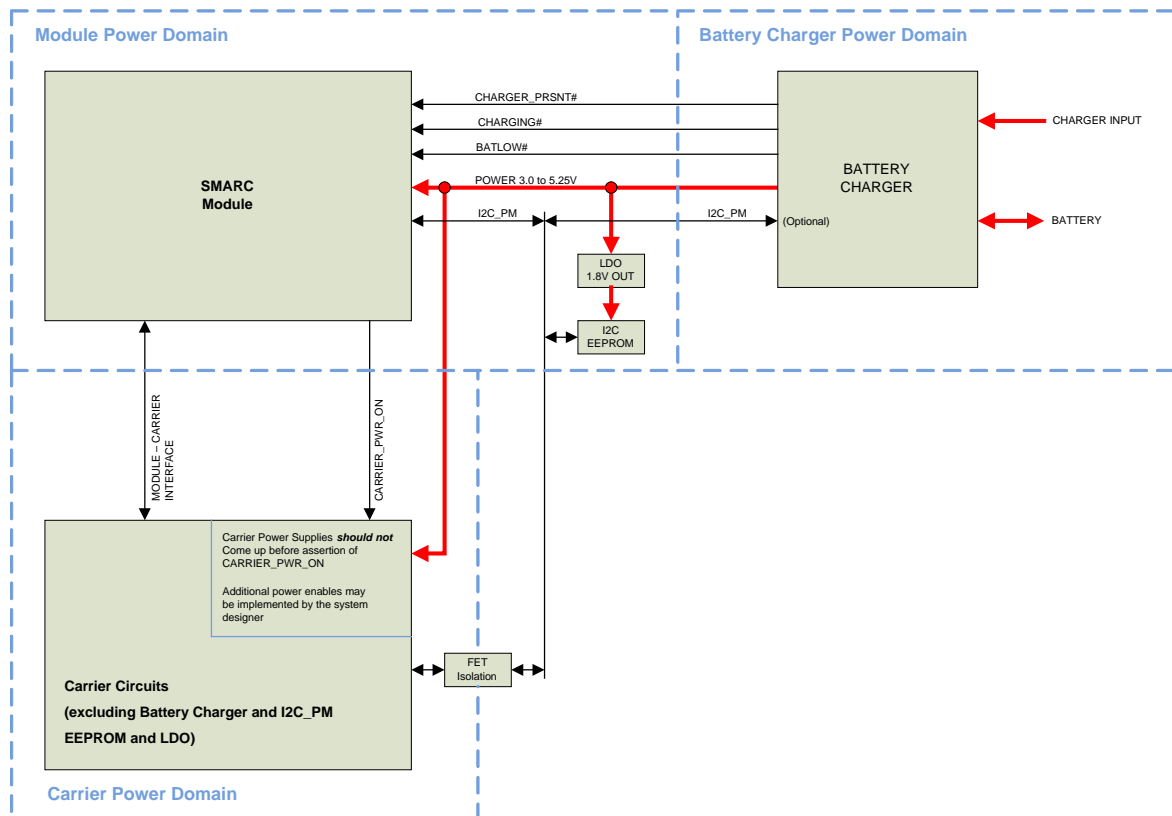 Module Power Domain
Battery Charger Power Domain
CHARGER_PRSNT#
CHARGING#
BATLOW#
POWER 3.0 to 5.25V
I2C_PM
I2C_PM
SMARC
Module
BATTERY
CHARGER
(Optional)
CHARGER INPUT
BATTERY
LDO
1.8V OUT
I2C
EEPROM
MODULE – CARRIER
INTERFACE
CARRIER_PWR_ON
Carrier Power Supplies should not
Come up before assertion of
CARRIER_PWR_ON
Additional power enables may
be implemented by the system
designer
FET
Isolation
Carrier Circuits
(excluding Battery Charger and I2C_PM
EEPROM and LDO)
Carrier Power Domain